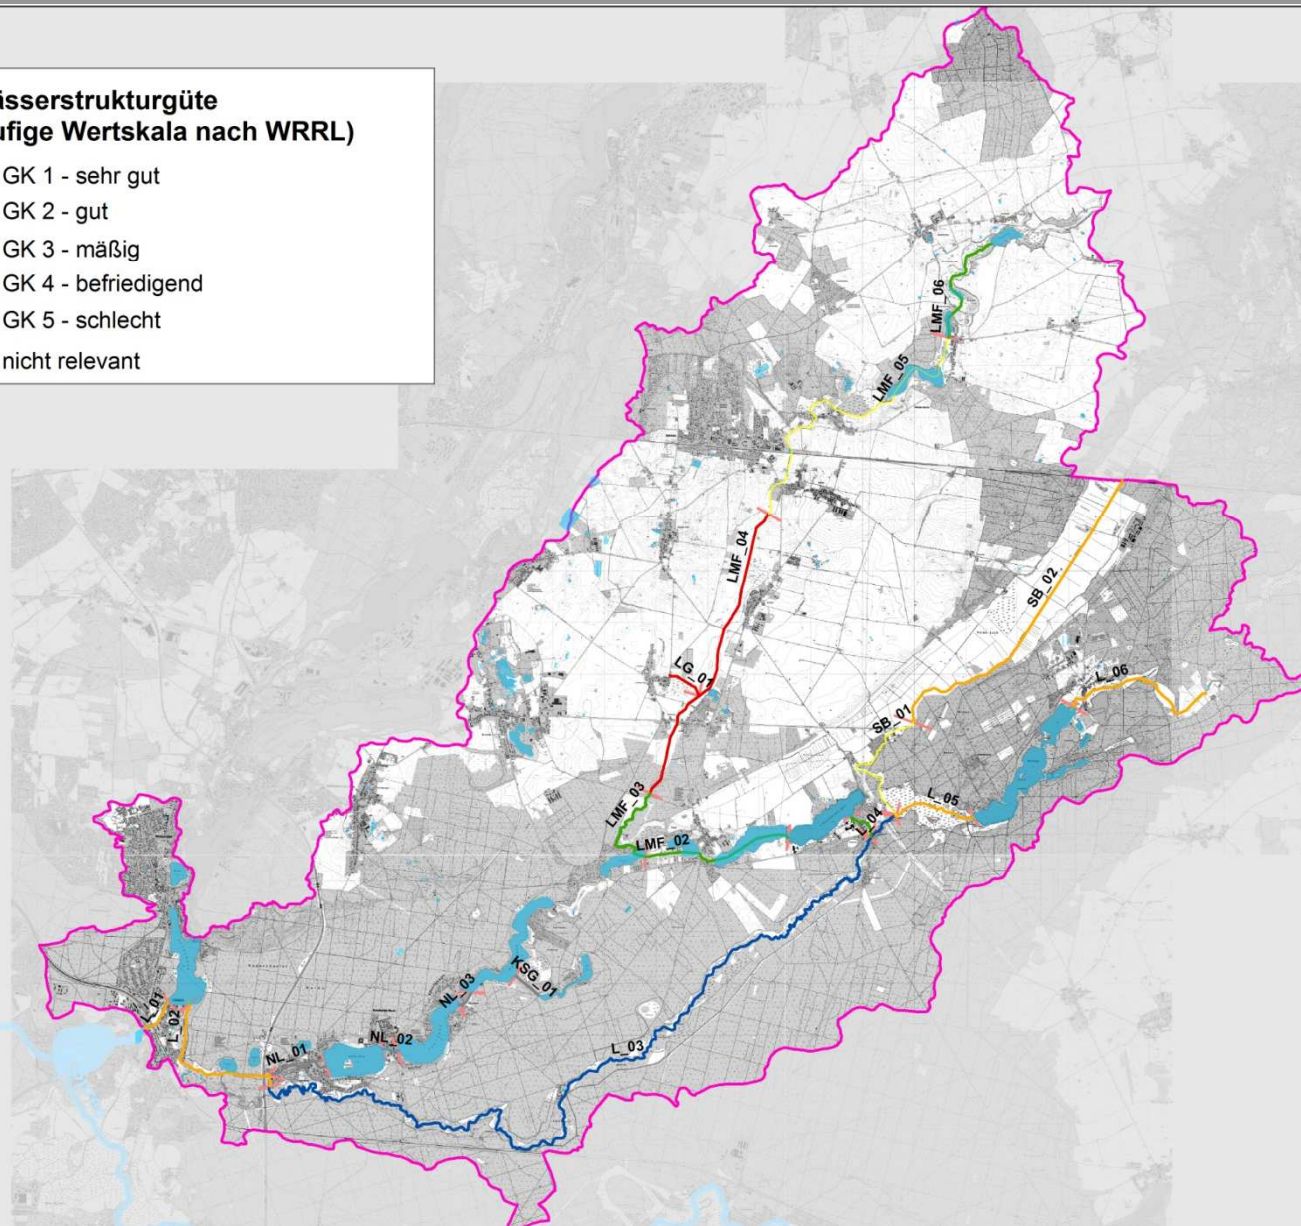 ässerstrukturgüte
ufige Wertskala nach WRRL)
GK 1 - sehr gut
GK 2 - gut
GK 3 - mäßig
GK 4 - befriedigend
GK 5 - schlecht
nicht relevant
LMF_06
LMF_05
LMF_04
SB_02
LG_01
L_06
SB_01
LMF_03
L_05
L_04
LMF_02
KSG_01
NL_03
L_01
L_02
NL_02
L_03
NL_01